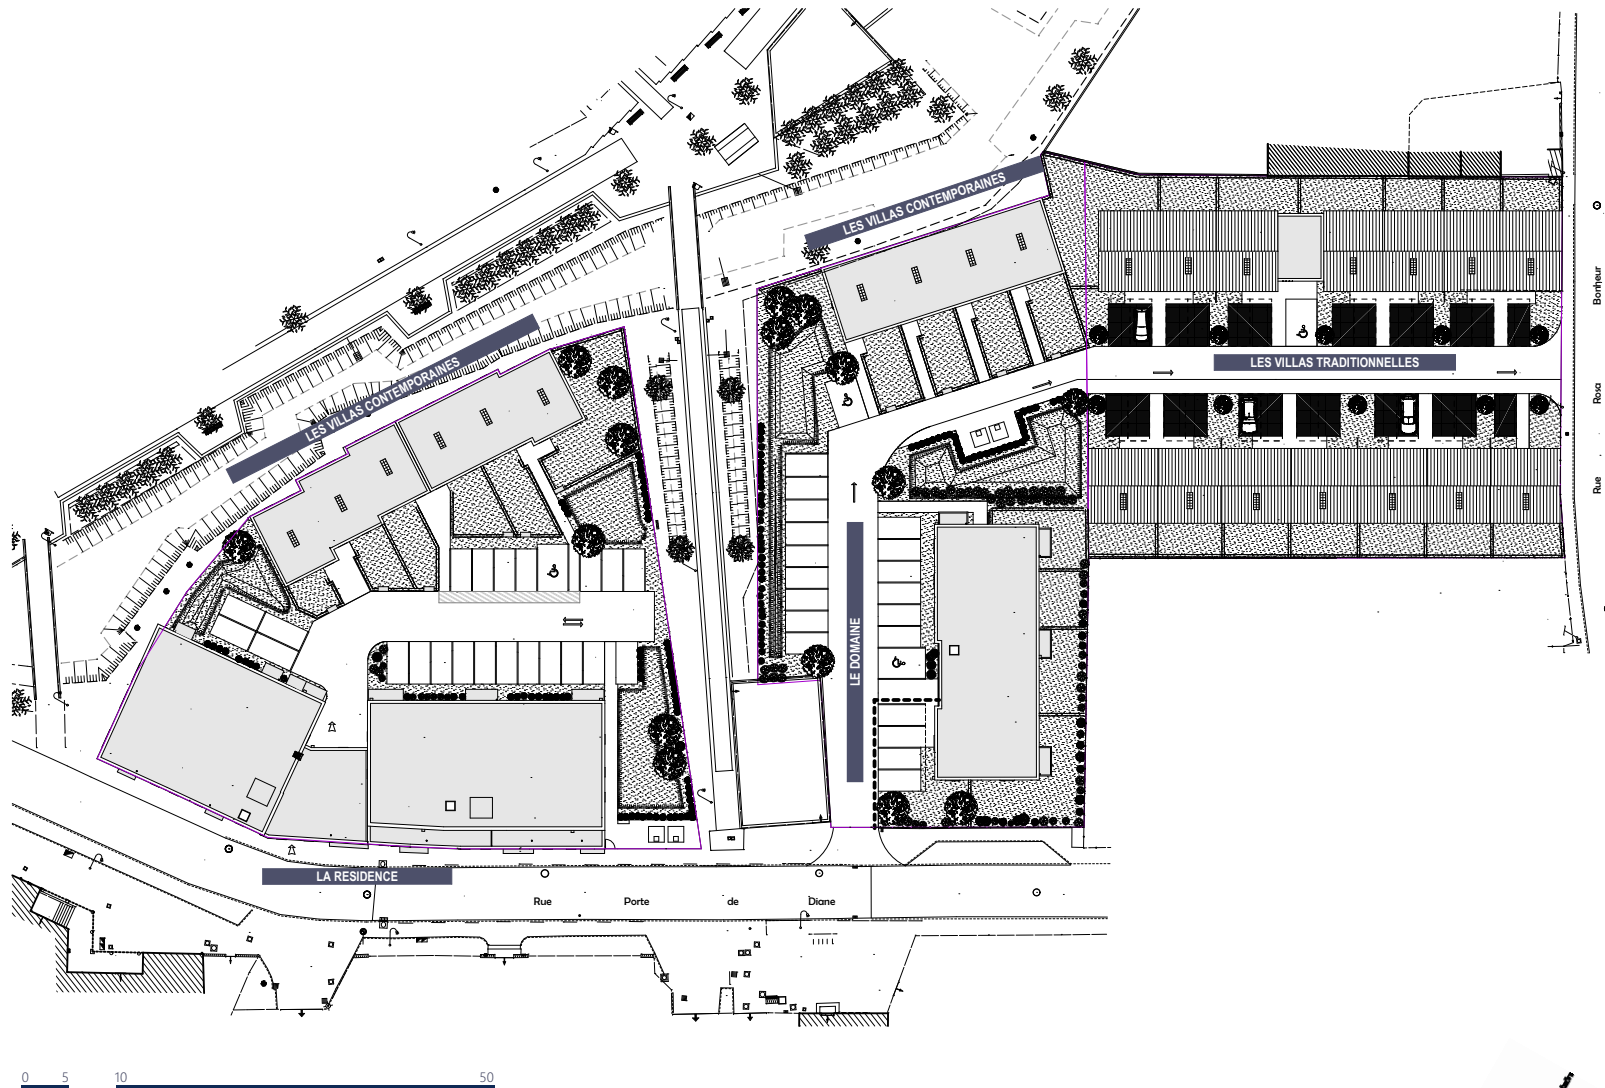 LES VILLAS CONTEMPORAINES
LES VILLAS CONTEMPORAINES
LES VILLAS TRADITIONNELLES
Rue Rosa Bonheur
LE DOMAINE
LA RESIDENCE
Rue Porte de Diane
0 5 10 50